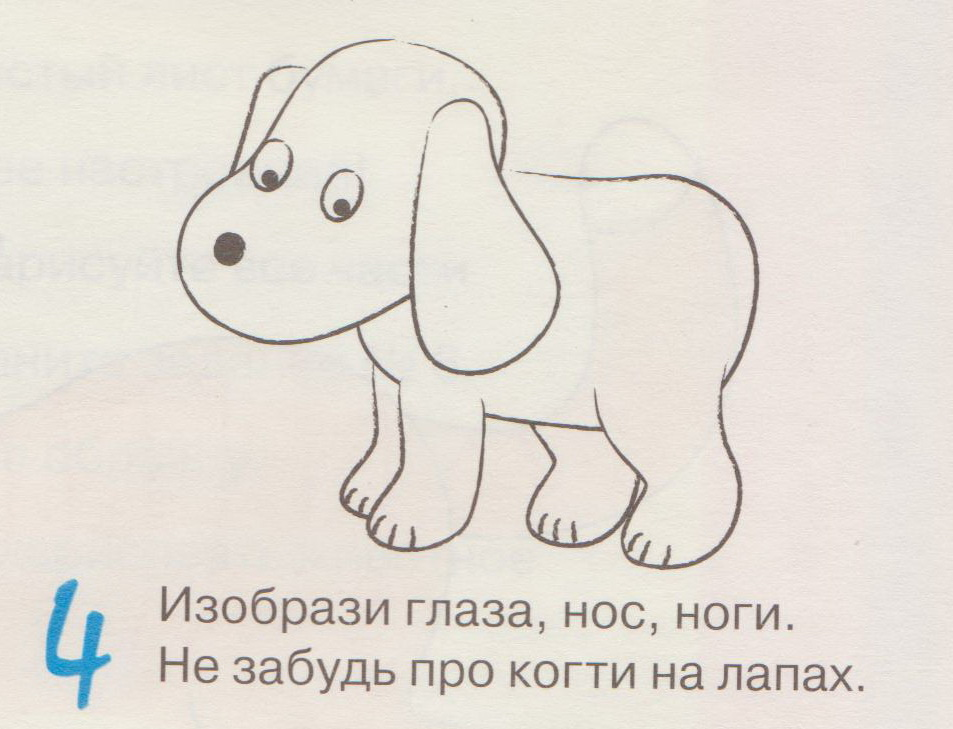 4
Изобрази глаза, нос, ноги.
Не забудь про когти на лапах.